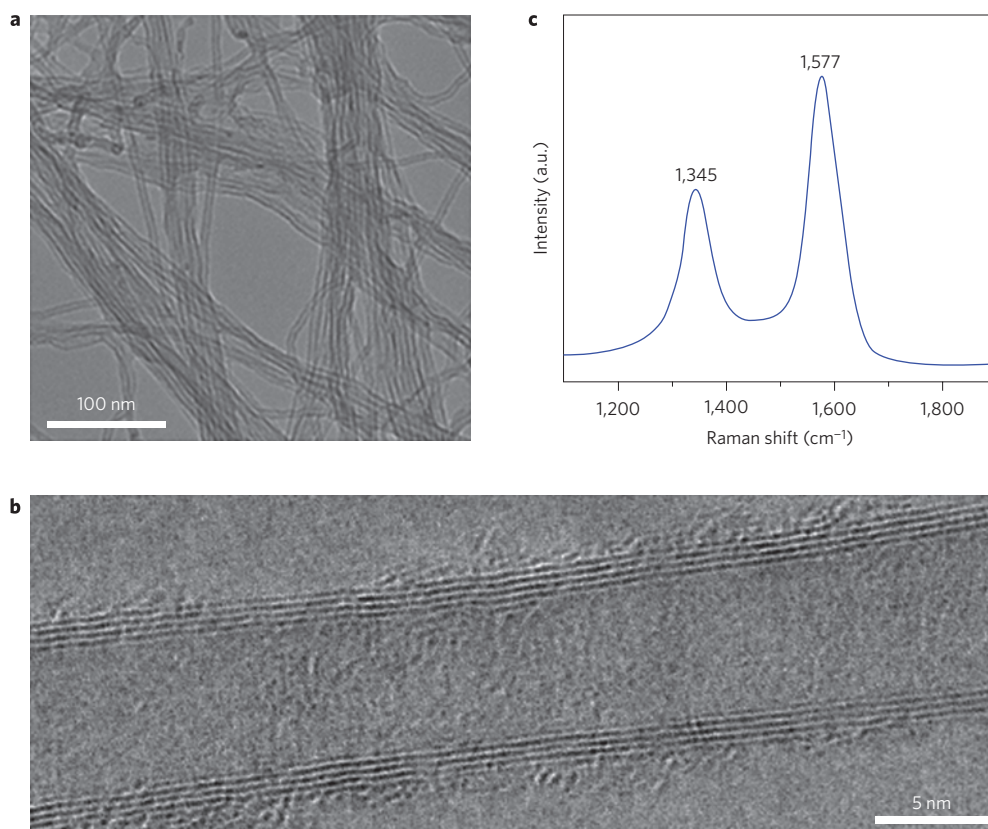 a
100 nm
c
1,577
1,345
Intensity (a.u.)
1,200 1,400 1,600 1,800
Raman shift (cm⁻¹)
b
5 nm